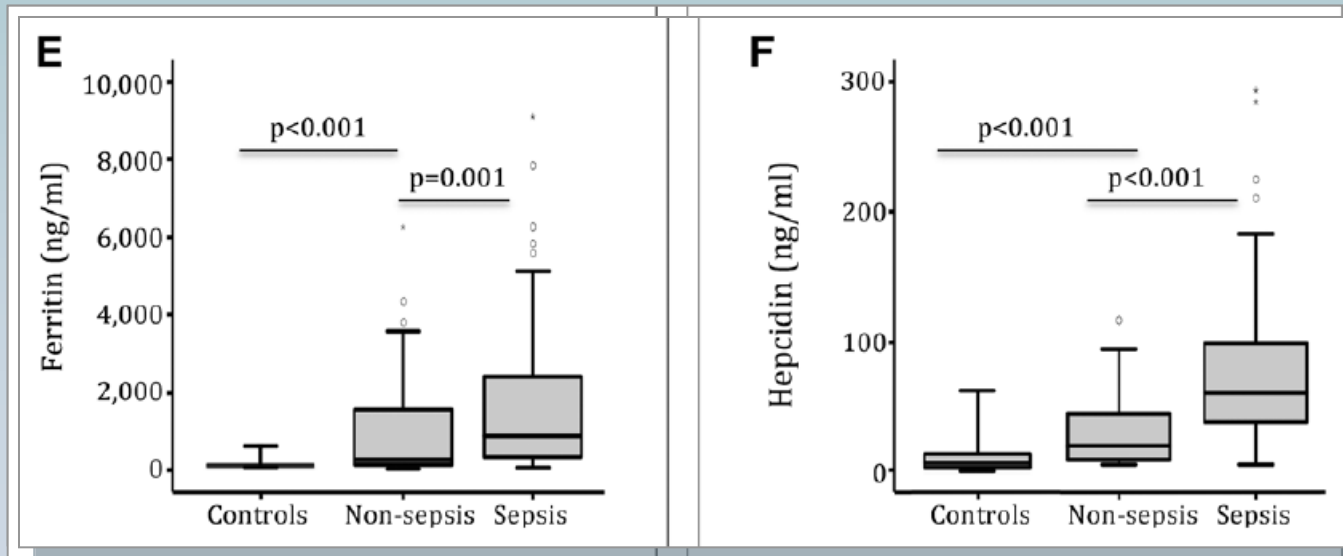 E
Ferritin (ng/ml)
10,000
8,000
6,000
4,000
2,000
0
p<0.001
p=0.001
Controls Non-sepsis Sepsis
F
Hepcidin (ng/ml)
300
200
100
0
p<0.001
p<0.001
Controls Non-sepsis Sepsis